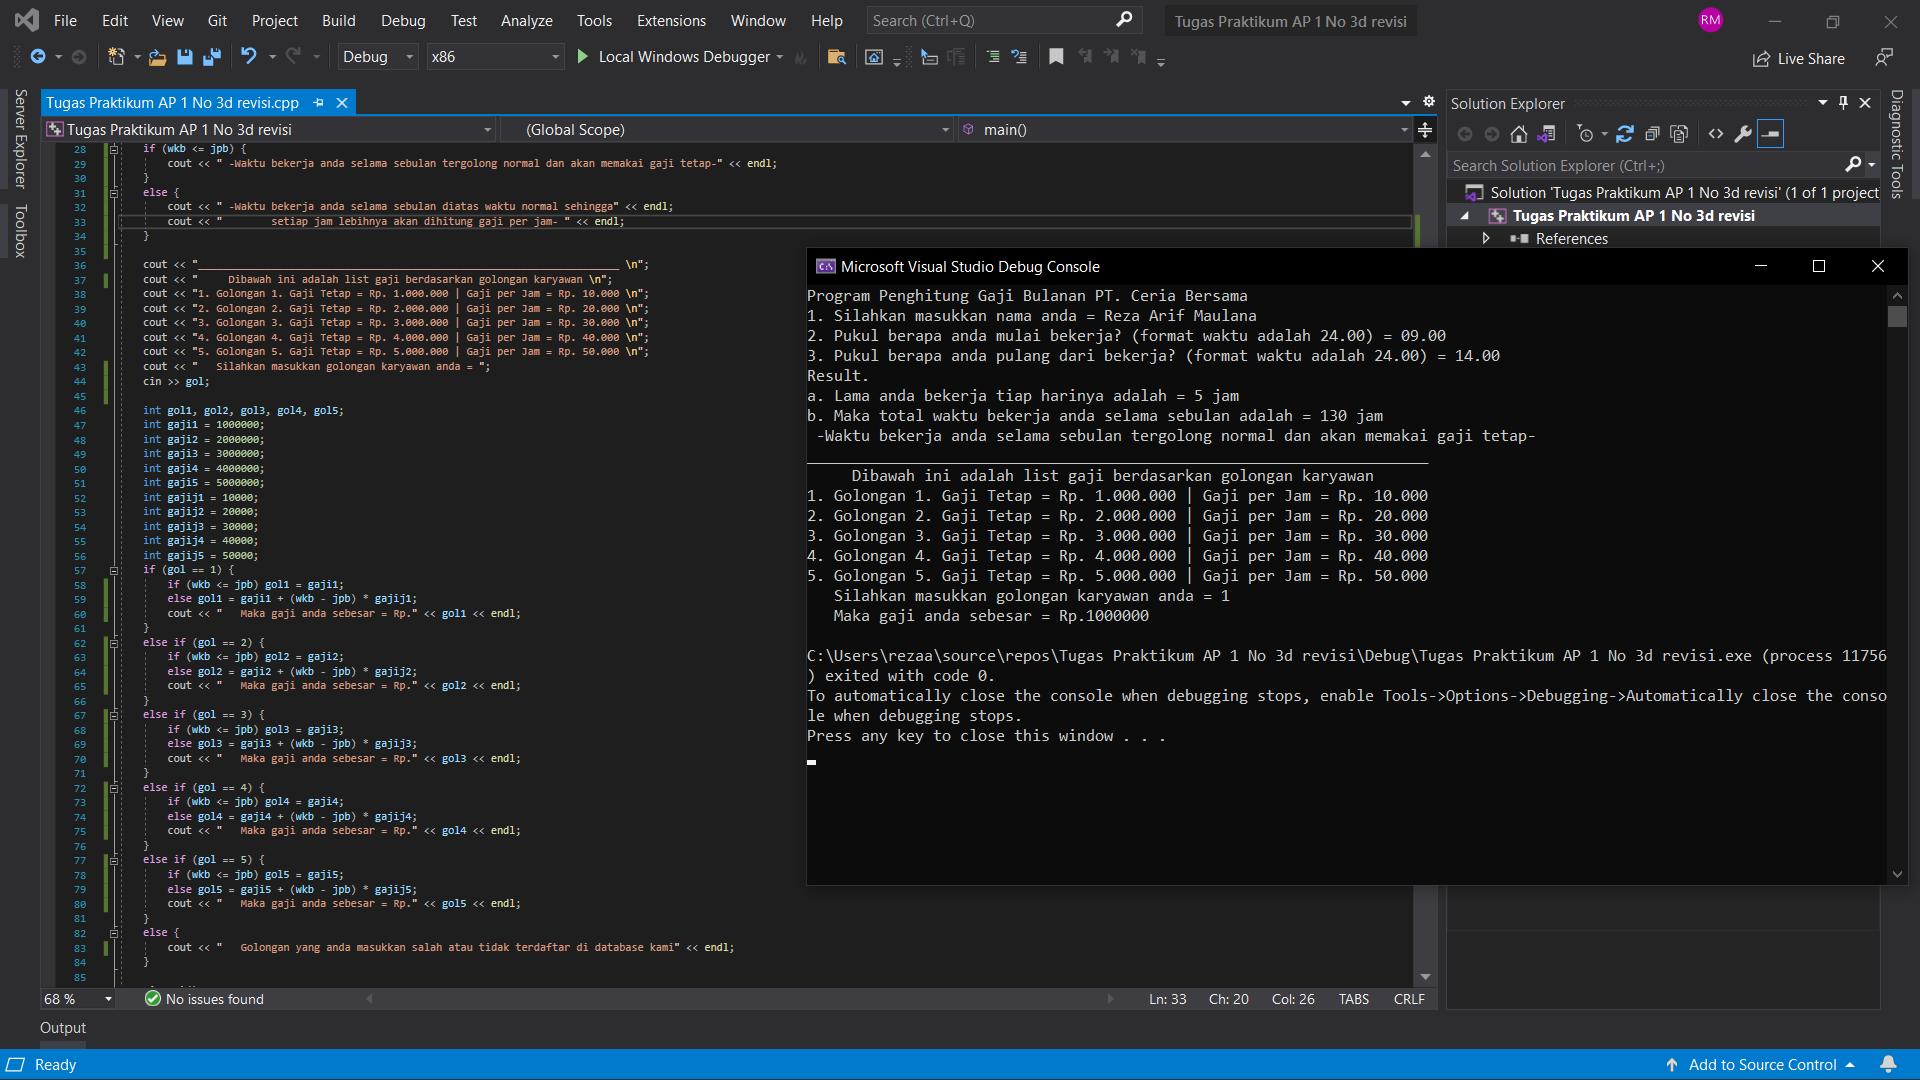 File Edit View Git Project Build Debug Test Analyze Tools Extensions Window Help Search (Ctrl+Q) Tugas Praktikum AP 1 No 3d revisi RM
Debug x86 Local Windows Debugger Live Share
Server Explorer
Toolbox
Tugas Praktikum AP 1 No 3d revisi.cpp
Tugas Praktikum AP 1 No 3d revisi (Global Scope) main()
28 if (wkb <= jpb) {
29 cout << " -Waktu bekerja anda selama sebulan tergolong normal dan akan memakai gaji tetap-" << endl;
30 }
31 else {
32 cout << " -Waktu bekerja anda selama sebulan diatas waktu normal sehingga" << endl;
33 cout << "        setiap jam lebihnya akan dihitung gaji per jam- " << endl;
34 }
35
36 cout << "_____________________________________________________________________ \n";
37 cout << "     Dibawah ini adalah list gaji berdasarkan golongan karyawan \n";
38 cout << "1. Golongan 1. Gaji Tetap = Rp. 1.000.000 | Gaji per Jam = Rp. 10.000 \n";
39 cout << "2. Golongan 2. Gaji Tetap = Rp. 2.000.000 | Gaji per Jam = Rp. 20.000 \n";
40 cout << "3. Golongan 3. Gaji Tetap = Rp. 3.000.000 | Gaji per Jam = Rp. 30.000 \n";
41 cout << "4. Golongan 4. Gaji Tetap = Rp. 4.000.000 | Gaji per Jam = Rp. 40.000 \n";
42 cout << "5. Golongan 5. Gaji Tetap = Rp. 5.000.000 | Gaji per Jam = Rp. 50.000 \n";
43 cout << "   Silahkan masukkan golongan karyawan anda = ";
44 cin >> gol;
45
46 int gol1, gol2, gol3, gol4, gol5;
47 int gaji1 = 1000000;
48 int gaji2 = 2000000;
49 int gaji3 = 3000000;
50 int gaji4 = 4000000;
51 int gaji5 = 5000000;
52 int gajij1 = 10000;
53 int gajij2 = 20000;
54 int gajij3 = 30000;
55 int gajij4 = 40000;
56 int gajij5 = 50000;
57 if (gol == 1) {
58 if (wkb <= jpb) gol1 = gaji1;
59 else gol1 = gaji1 + (wkb - jpb) * gajij1;
60 cout << "   Maka gaji anda sebesar = Rp." << gol1 << endl;
61 }
62 else if (gol == 2) {
63 if (wkb <= jpb) gol2 = gaji2;
64 else gol2 = gaji2 + (wkb - jpb) * gajij2;
65 cout << "   Maka gaji anda sebesar = Rp." << gol2 << endl;
66 }
67 else if (gol == 3) {
68 if (wkb <= jpb) gol3 = gaji3;
69 else gol3 = gaji3 + (wkb - jpb) * gajij3;
70 cout << "   Maka gaji anda sebesar = Rp." << gol3 << endl;
71 }
72 else if (gol == 4) {
73 if (wkb <= jpb) gol4 = gaji4;
74 else gol4 = gaji4 + (wkb - jpb) * gajij4;
75 cout << "   Maka gaji anda sebesar = Rp." << gol4 << endl;
76 }
77 else if (gol == 5) {
78 if (wkb <= jpb) gol5 = gaji5;
79 else gol5 = gaji5 + (wkb - jpb) * gajij5;
80 cout << "   Maka gaji anda sebesar = Rp." << gol5 << endl;
81 }
82 else {
83 cout << "   Golongan yang anda masukkan salah atau tidak terdaftar di database kami" << endl;
84 }
85
68 % No issues found Ln: 33 Ch: 20 Col: 26 TABS CRLF
Output
Ready Add to Source Control
Solution Explorer
Search Solution Explorer (Ctrl+;)
Solution 'Tugas Praktikum AP 1 No 3d revisi' (1 of 1 project
Tugas Praktikum AP 1 No 3d revisi
References
Diagnostic Tools
Microsoft Visual Studio Debug Console
Program Penghitung Gaji Bulanan PT. Ceria Bersama
1. Silahkan masukkan nama anda = Reza Arif Maulana
2. Pukul berapa anda mulai bekerja? (format waktu adalah 24.00) = 09.00
3. Pukul berapa anda pulang dari bekerja? (format waktu adalah 24.00) = 14.00
Result.
a. Lama anda bekerja tiap harinya adalah = 5 jam
b. Maka total waktu bekerja anda selama sebulan adalah = 130 jam
-Waktu bekerja anda selama sebulan tergolong normal dan akan memakai gaji tetap-
_____________________________________________________________________
Dibawah ini adalah list gaji berdasarkan golongan karyawan
1. Golongan 1. Gaji Tetap = Rp. 1.000.000 | Gaji per Jam = Rp. 10.000
2. Golongan 2. Gaji Tetap = Rp. 2.000.000 | Gaji per Jam = Rp. 20.000
3. Golongan 3. Gaji Tetap = Rp. 3.000.000 | Gaji per Jam = Rp. 30.000
4. Golongan 4. Gaji Tetap = Rp. 4.000.000 | Gaji per Jam = Rp. 40.000
5. Golongan 5. Gaji Tetap = Rp. 5.000.000 | Gaji per Jam = Rp. 50.000
Silahkan masukkan golongan karyawan anda = 1
Maka gaji anda sebesar = Rp.1000000
C:\Users\rezaa\source\repos\Tugas Praktikum AP 1 No 3d revisi\Debug\Tugas Praktikum AP 1 No 3d revisi.exe (process 11756
) exited with code 0.
To automatically close the console when debugging stops, enable Tools->Options->Debugging->Automatically close the conso
le when debugging stops.
Press any key to close this window . . .